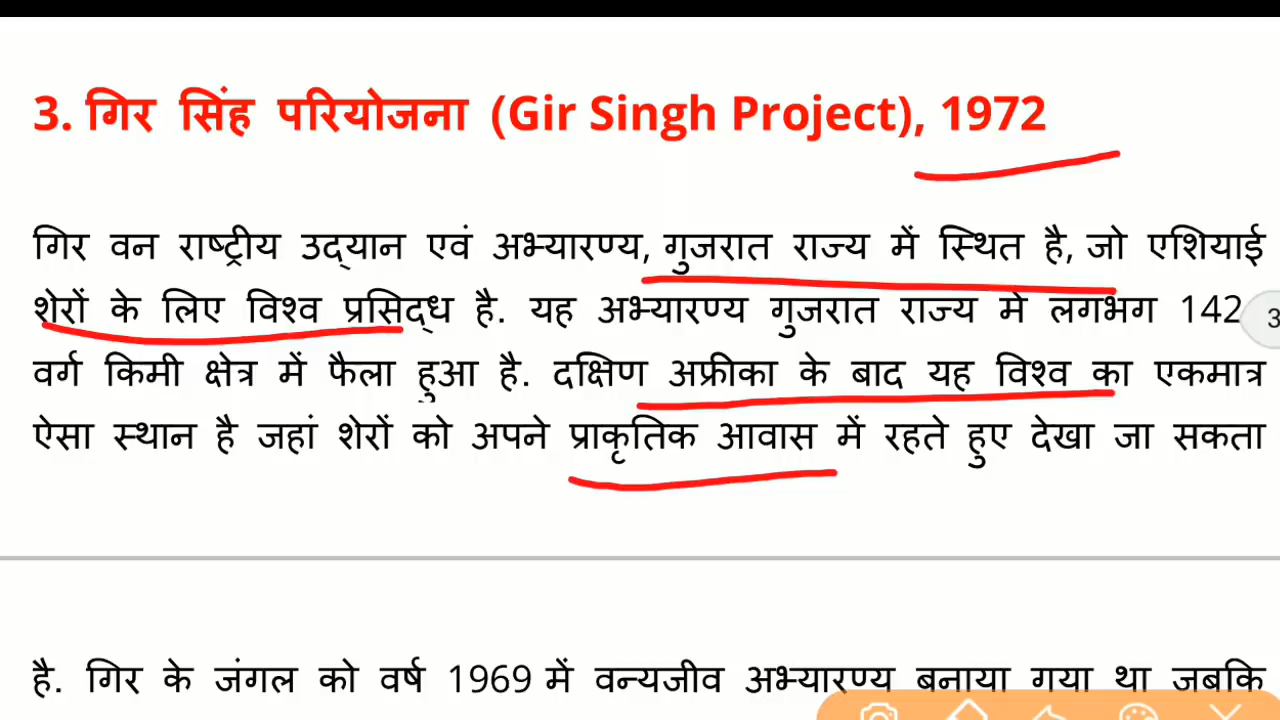 3. गिर सिंह परियोजना (Gir Singh Project), 1972
गिर वन राष्ट्रीय उद्यान एवं अभ्यारण्य, गुजरात राज्य में स्थित है, जो एशियाई
शेरों के लिए विश्व प्रसिद्ध है. यह अभ्यारण्य गुजरात राज्य में लगभग
वर्ग किमी क्षेत्र में फैला हुआ है. दक्षिण अफ्रीका के बाद यह विश्व का एकमात्र
ऐसा स्थान है जहां शेरों को अपने प्राकृतिक आवास में रहते हुए देखा जा सकता
है. गिर के जंगल को वर्ष 1969 में वन्यजीव अभ्यारण्य बनाया गया था जबकि
3